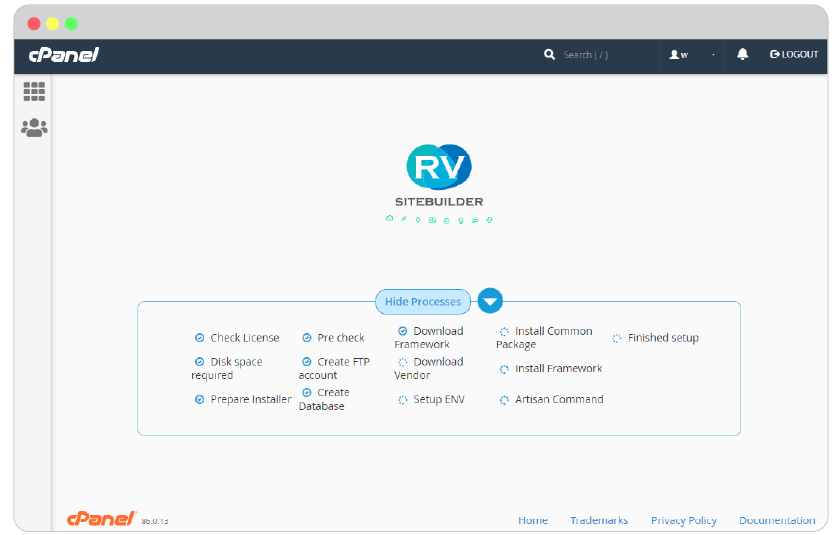 cPanel
Search ( / )
w
LOGOUT
RV
SITEBUILDER
Hide Processes
Check License
Disk space
required
Prepare Installer
Pre check
Create FTP
account
Create
Database
Download
Framework
Download
Vendor
Setup ENV
Install Common
Package
Install Framework
Artisan Command
Finished setup
cPanel 86.0.13
Home Trademarks Privacy Policy Documentation